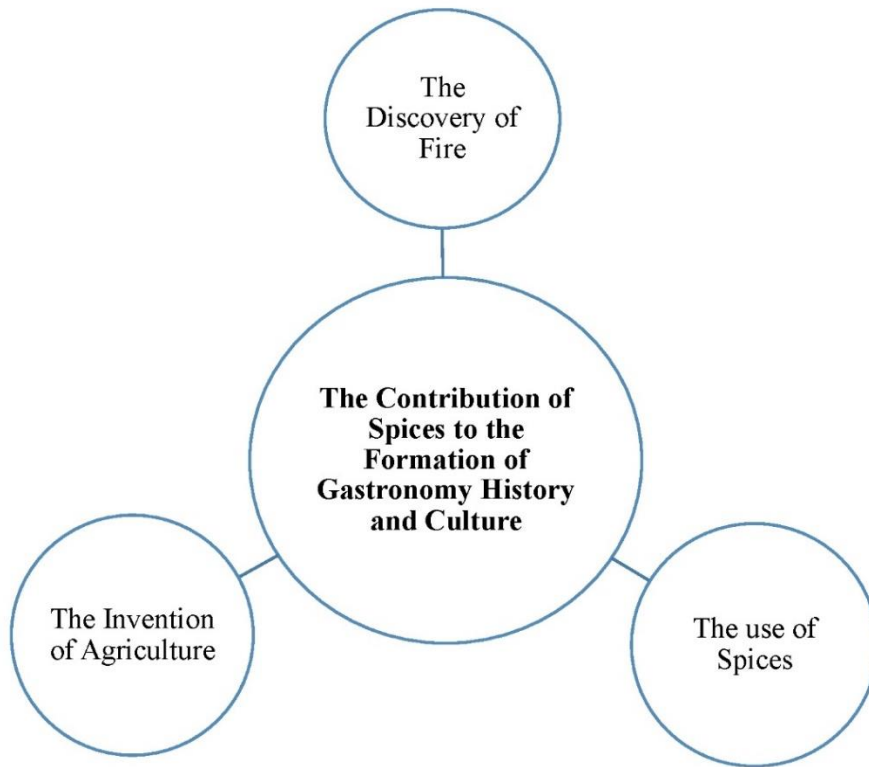 The
Discovery of
Fire
The Contribution of
Spices to the
Formation of
Gastronomy History
and Culture
The Invention
of Agriculture
The use of
Spices